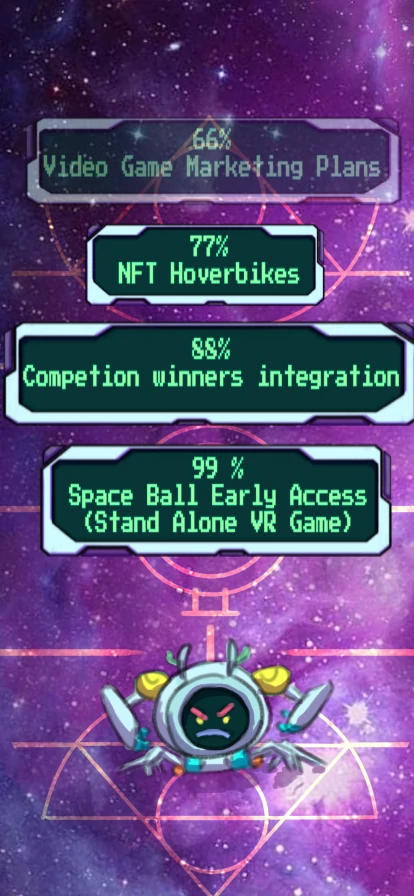 66%
Video Game Marketing Plans
77%
NFT Hoverbikes
88%
Competion winners integration
99 %
Space Ball Early Access
(Stand Alone VR Game)